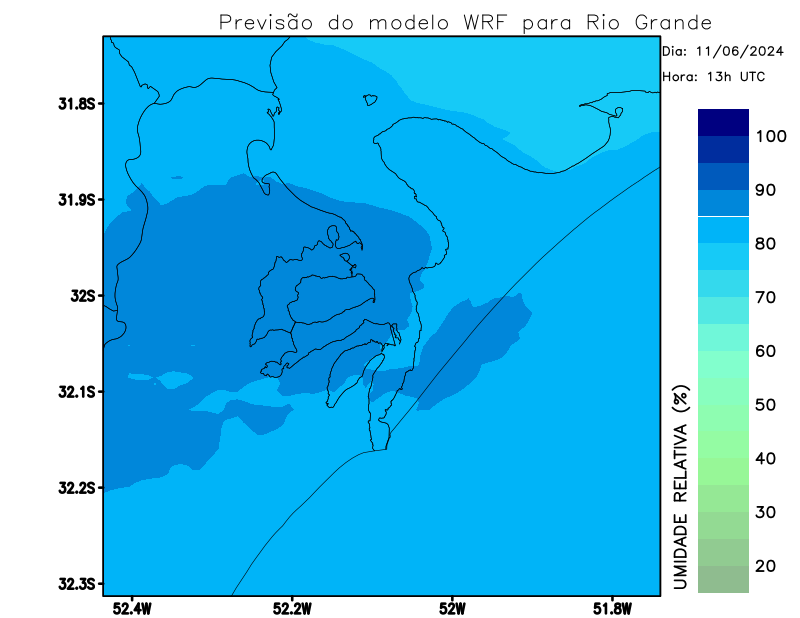 Previsão do modelo WRF para Rio Grande
Dia: 11/06/2024
Hora: 13h UTC
31.8S
31.9S
32S
32.1S
32.2S
32.3S
52.4W
52.2W
52W
51.8W
100
90
80
70
60
50
40
30
20
UMIDADE RELATIVA (%)